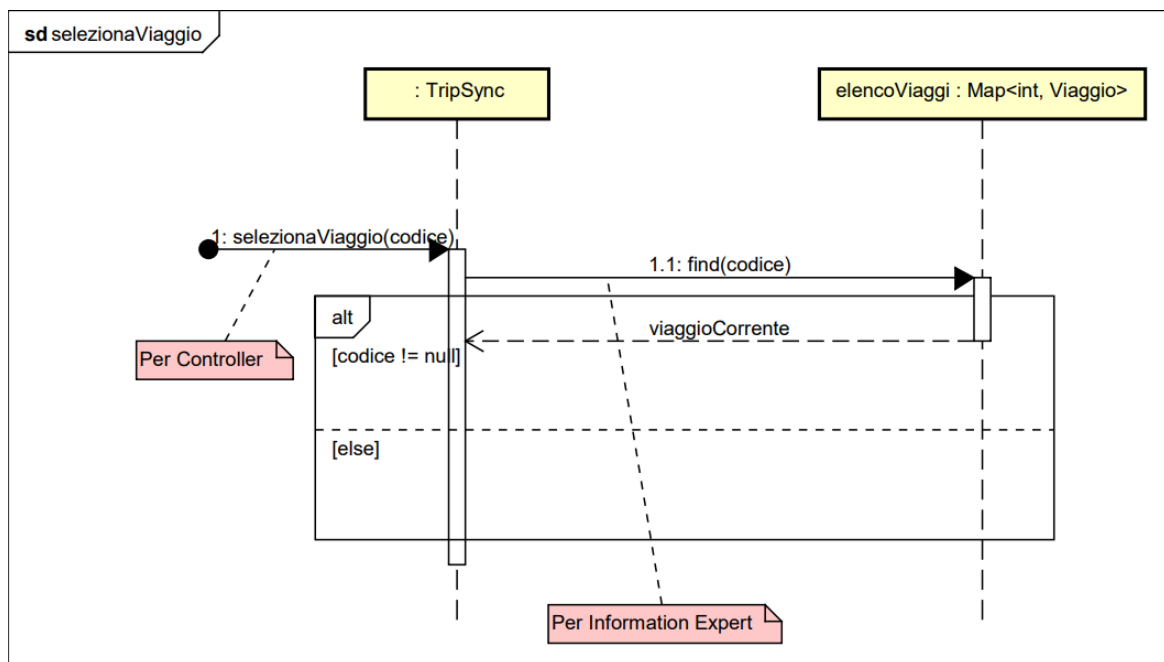 sd selezionaViaggio
: TripSync
elencoViaggi : Map<int, Viaggio>
1: selezionaViaggio(codice)
1.1: find(codice)
alt
viaggioCorrente
[codice != null]
Per Controller
[else]
Per Information Expert